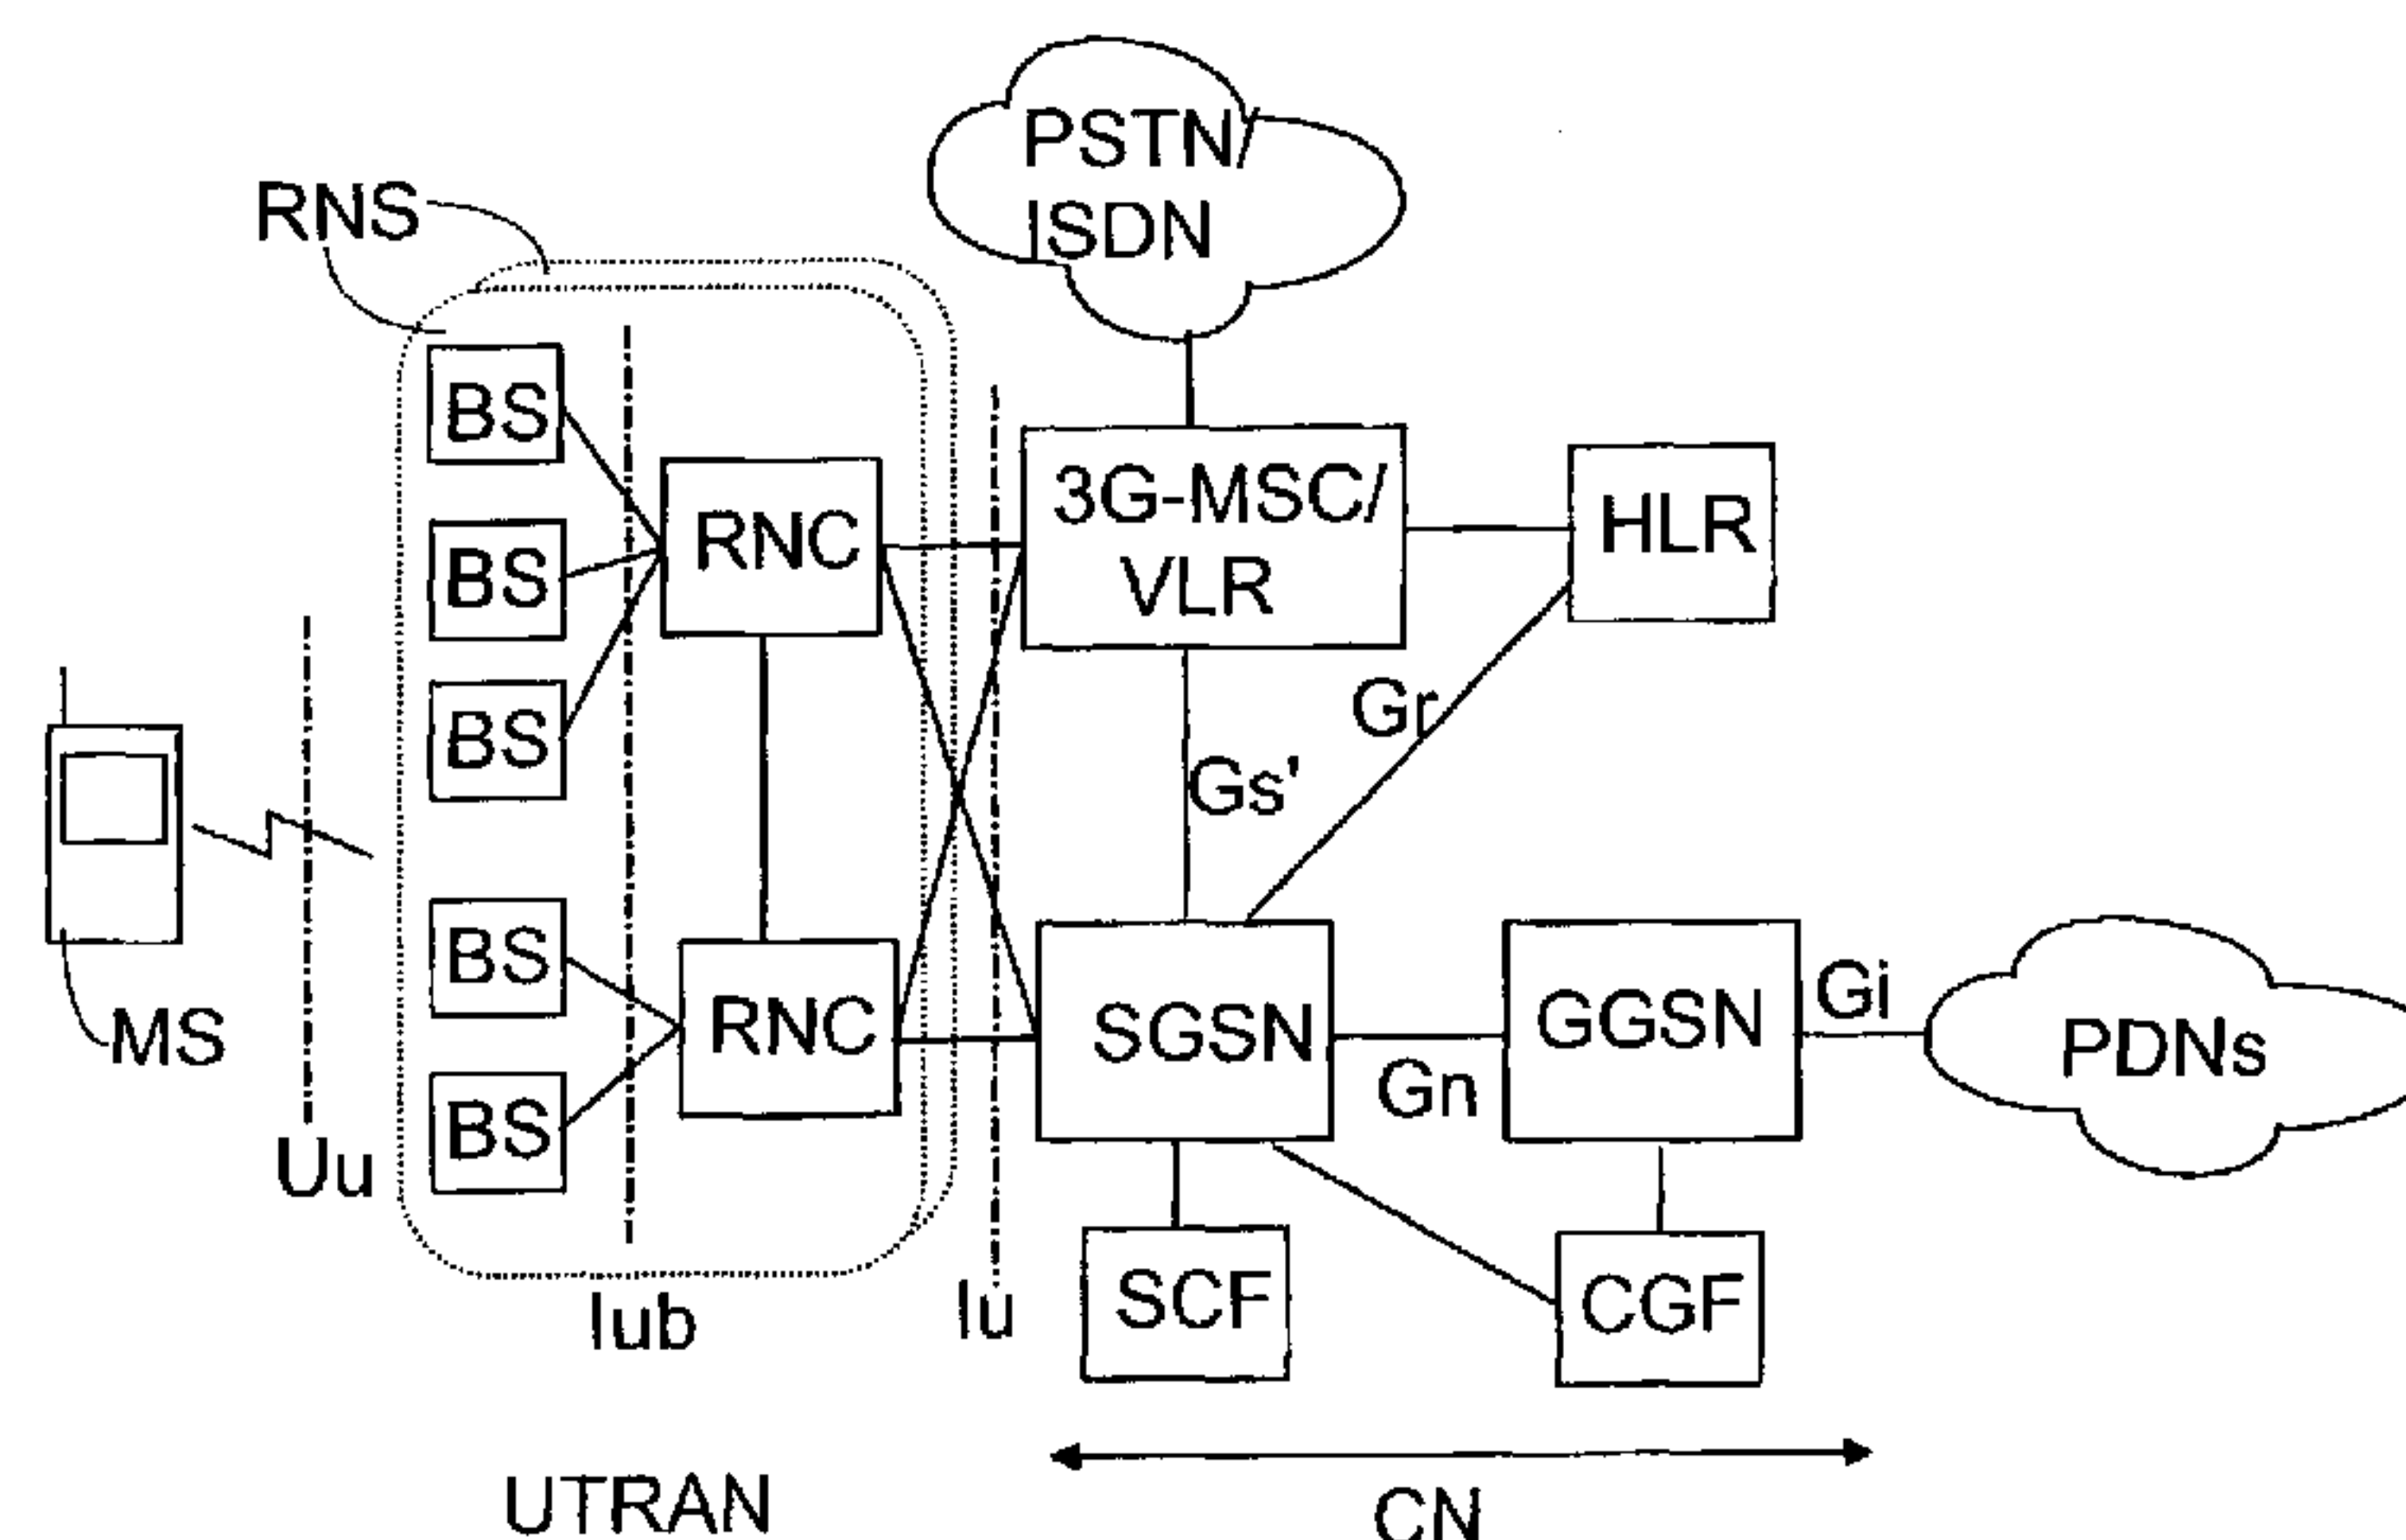 PSTN/
ISDN
RNS
BS
BS
BS
BS
BS
RNC
RNC
3G-MSC/
VLR
HLR
Gr
Gs'
MS
Uu
SGSN
Gn
GGSN
Gi
PDNs
SCF
CGF
Iub
Iu
UTRAN
CN